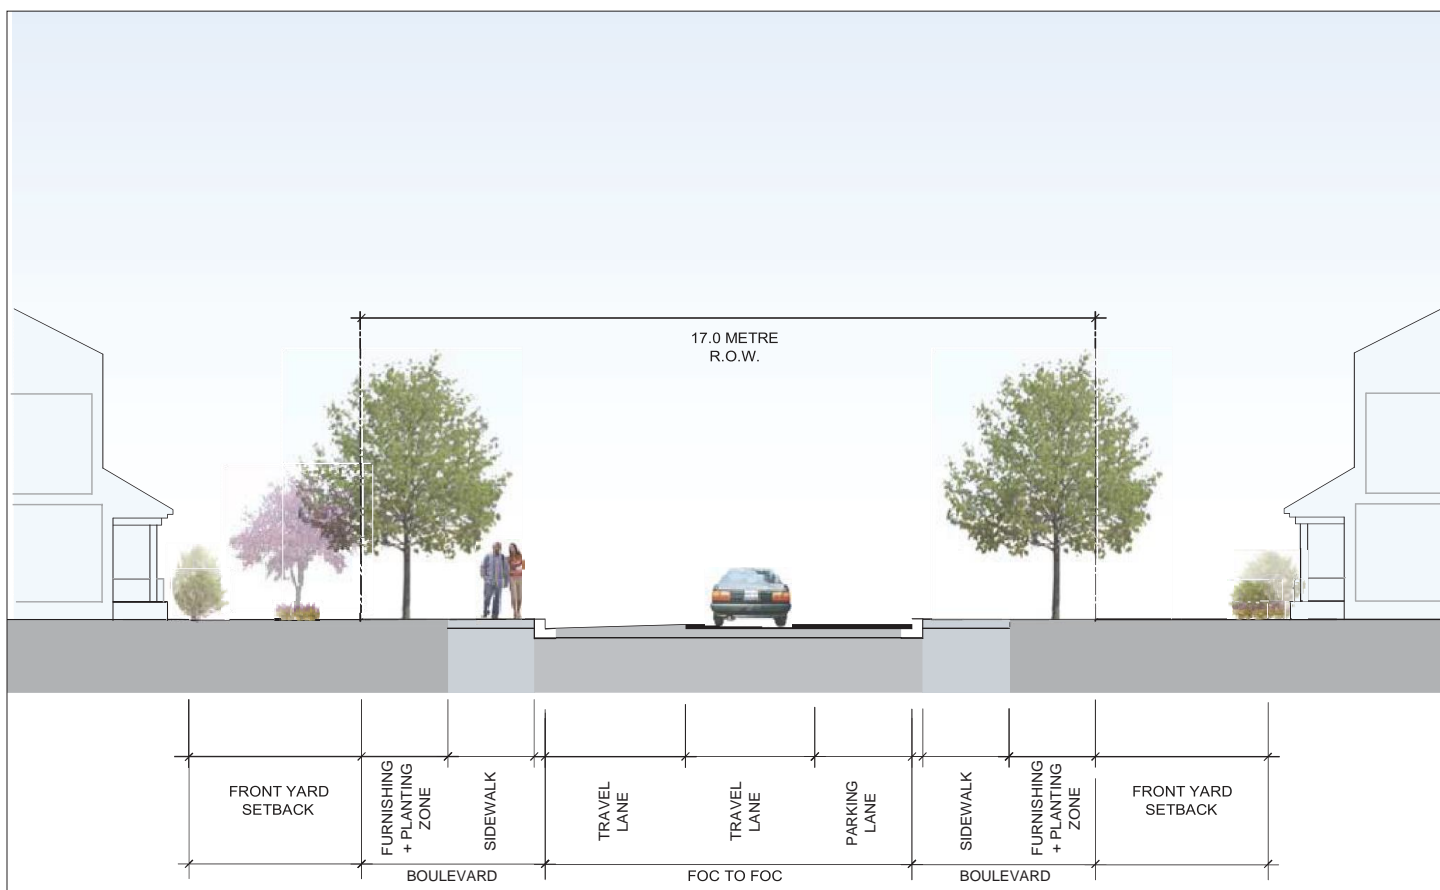 17.0 METRE
R.O.W.
FRONT YARD
SETBACK
FURNISHING
+ PLANTING
ZONE
SIDEWALK
TRAVEL
LANE
TRAVEL
LANE
PARKING
LANE
SIDEWALK
FURNISHING
+ PLANTING
ZONE
FRONT YARD
SETBACK
BOULEVARD
FOC TO FOC
BOULEVARD